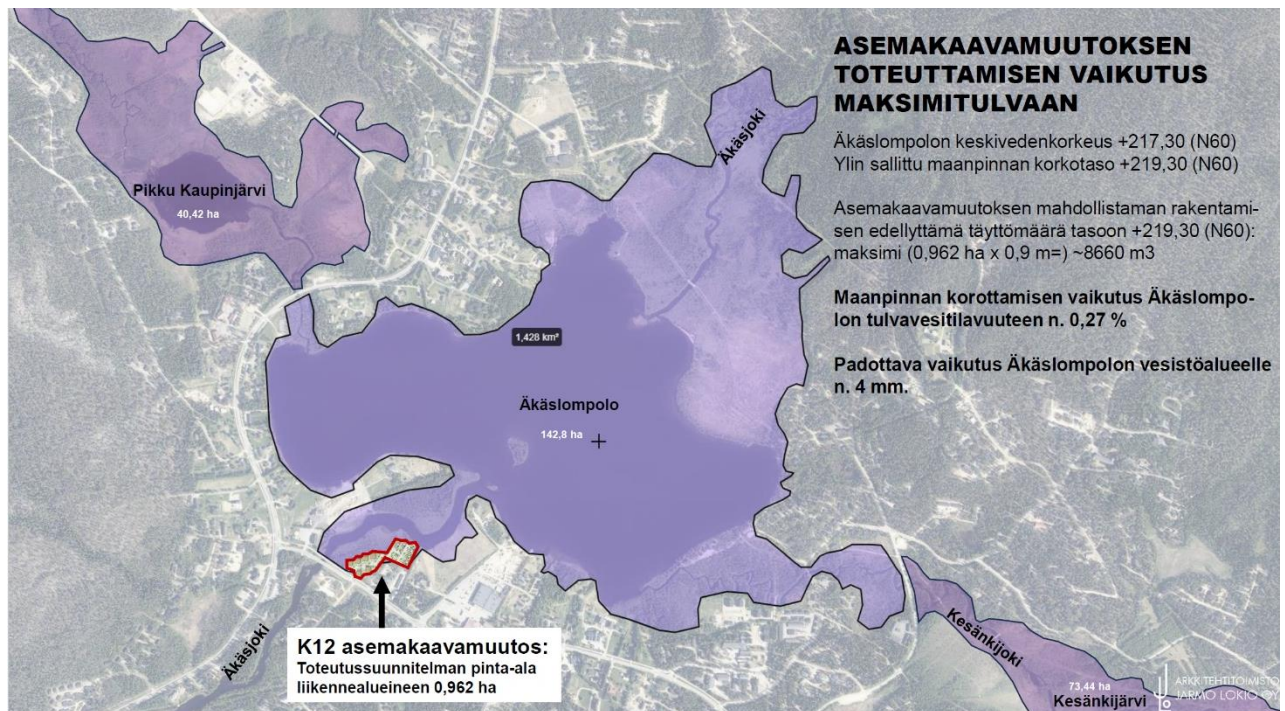 ASEMAKAAVAMUUTOKSEN
TOTEUTTAMISEN VAIKUTUS
MAKSIMITULVAAN
Äkäslompolon keskivedenkorkeus +217,30 (N60)
Ylin sallittu maanpinnan korkotaso +219,30 (N60)
Asemakaavamuutoksen mahdollistaman rakentami-
sen edellyttämä täyttömäärä tasoon +219,30 (N60):
maksimi (0,962 ha x 0,9 m=) ~8660 m3
Maanpinnan korottamisen vaikutus Äkäslompo-
lon tulvavesitilavuuteen n. 0,27 %
Padottava vaikutus Äkäslompolon vesistöalueelle
n. 4 mm.
Äkäsjoki
Pikku Kaupinjärvi
40,42 ha
1,428 km²
Äkäslompolo
142,8 ha
Äkäsjoki
K12 asemakaavamuutos:
Toteutussuunnitelman pinta-ala
liikennealueineen 0,962 ha
Kesänkijoki
73,44 ha
Kesänkijärvi
ARKKITEHTITOIMISTO
JARMO LOKIO OY